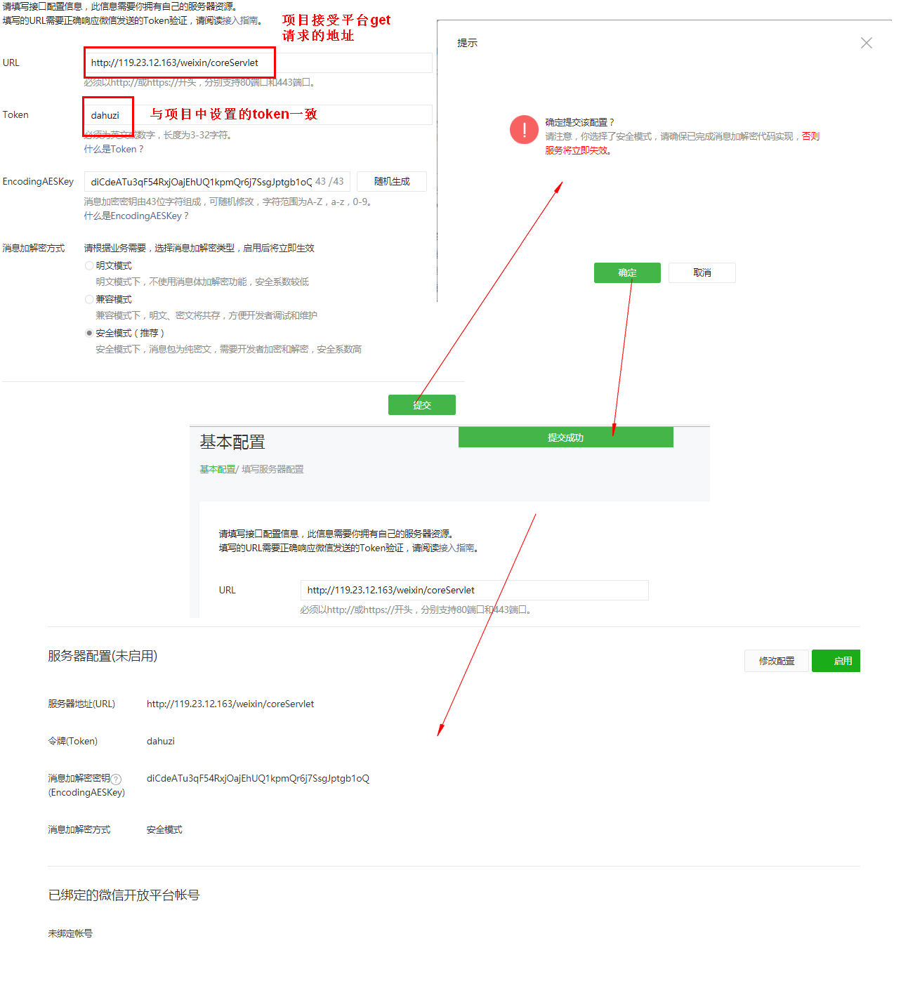 请填写接口配置信息，此信息需要你拥有自己的服务器资源。
填写的URL需要正确响应微信发送的Token验证，请阅读接入指南。
项目接受平台get
请求的地址
URL
http://119.23.12.163/weixin/coreServlet
必须以http://或https://开头，分别支持80端口和443端口。
Token
dahuzi
与项目中设置的token一致
必须为英文或数字，长度为3-32字符。
什么是Token？
EncodingAESKey
diCdeATu3qF54RxjOajEhUQ1kpmQr6j7SsgJptgb1oQ
43 /43
随机生成
消息加密密钥由43位字符组成，可随机修改，字符范围为A-Z，a-z，0-9。
什么是EncodingAESKey？
消息加解密方式
请根据业务需要，选择消息加解密类型，启用后将立即生效
明文模式
明文模式下，不使用消息体加解密功能，安全系数较低
兼容模式
兼容模式下，明文、密文将共存，方便开发者调试和维护
安全模式（推荐）
安全模式下，消息包为纯密文，需要开发者加密和解密，安全系数高
提交
提示
确定提交该配置？
请注意，你选择了安全模式，请确保已完成消息加解密代码实现，否则
服务将立即失效。
确定
取消
基本配置
提交成功
基本配置/ 填写服务器配置
请填写接口配置信息，此信息需要你拥有自己的服务器资源。
填写的URL需要正确响应微信发送的Token验证，请阅读接入指南。
URL
http://119.23.12.163/weixin/coreServlet
必须以http://或https://开头，分别支持80端口和443端口。
服务器配置(未启用)
修改配置
启用
服务器地址(URL)
http://119.23.12.163/weixin/coreServlet
令牌(Token)
dahuzi
消息加解密密钥?
(EncodingAESKey)
diCdeATu3qF54RxjOajEhUQ1kpmQr6j7SsgJptgb1oQ
消息加解密方式
安全模式
已绑定的微信开放平台帐号
未绑定帐号